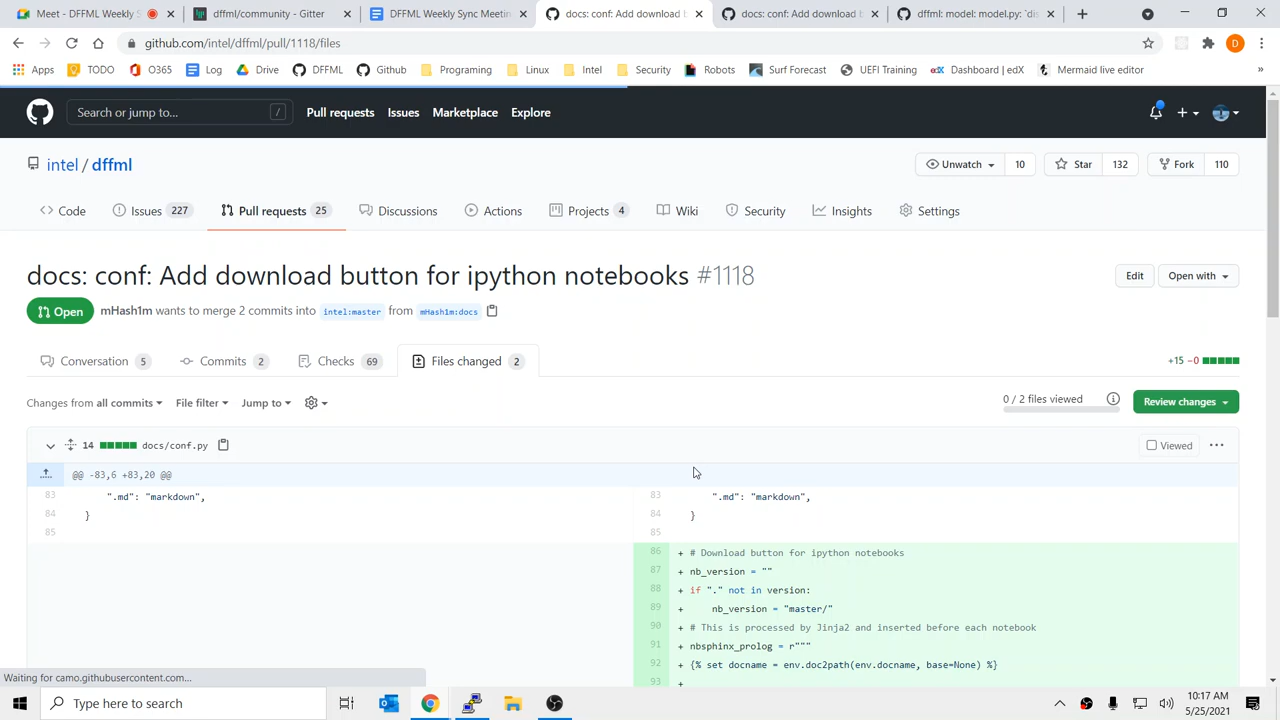 Meet - DFFML Weekly S
dffml/community - Gitter
DFFML Weekly Sync Meetin
docs: conf: Add download b
docs: conf: Add download b
dffml: model: model.py: `dis
github.com/intel/dffml/pull/1118/files
Apps
TODO
O365
Log
Drive
DFFML
Github
Programing
Linux
Intel
Security
Robots
Surf Forecast
UEFI Training
Dashboard | edX
Mermaid live editor
»
Search or jump to...
/
Pull requests
Issues
Marketplace
Explore
intel / dffml
Unwatch 10
Star 132
Fork 110
Code
Issues 227
Pull requests 25
Discussions
Actions
Projects 4
Wiki
Security
Insights
Settings
docs: conf: Add download button for ipython notebooks #1118
Edit
Open with
Open
mHash1m wants to merge 2 commits into intel:master from mHash1m:docs
Conversation 5
Commits 2
Checks 69
Files changed 2
+15 −0
Changes from all commits
File filter
Jump to
0 / 2 files viewed
Review changes
14 docs/conf.py
Viewed
@@ -83,6 +83,20 @@
83 ".md": "markdown",
83 ".md": "markdown",
84 }
84 }
85
85
86 + # Download button for ipython notebooks
87 + nb_version = ""
88 + if "." not in version:
89 + nb_version = "master/"
90 + # This is processed by Jinja2 and inserted before each notebook
91 + nbsphinx_prolog = r"""
92 + {% set docname = env.doc2path(env.docname, base=None) %}
93 +
Waiting for camo.githubusercontent.com...
Type here to search
10:17 AM
5/25/2021